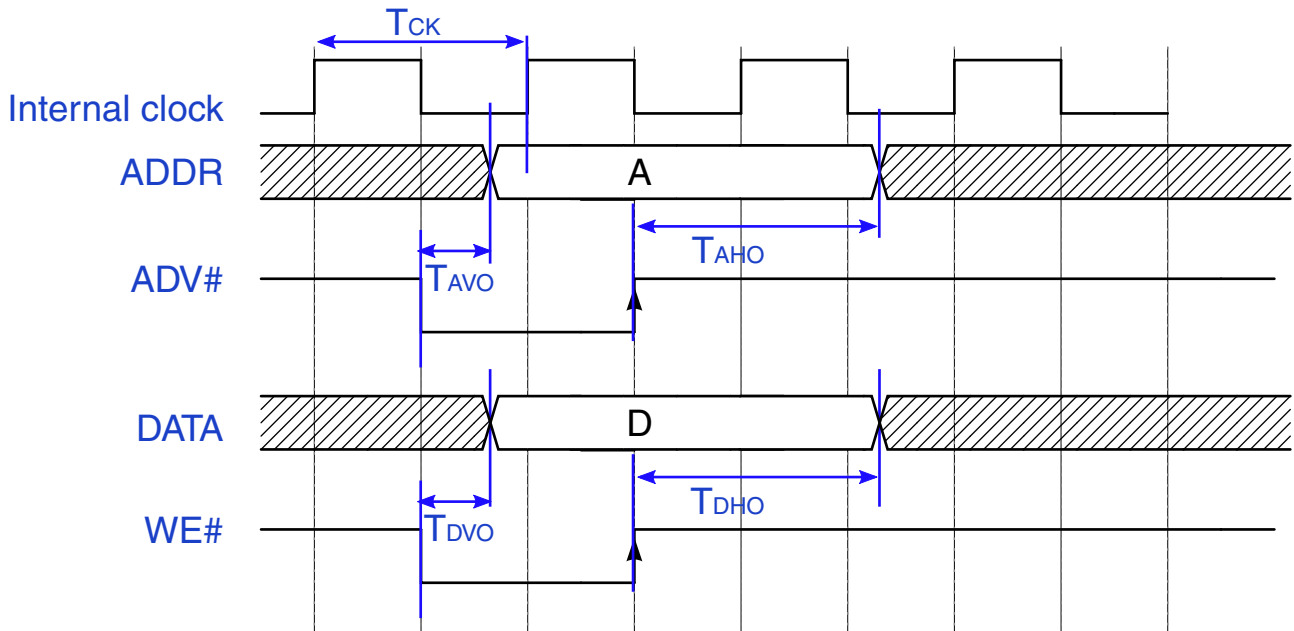 TCK
Internal clock
ADDR
A
TAHO
TAVO
ADV#
DATA
D
TDHO
TDVO
WE#